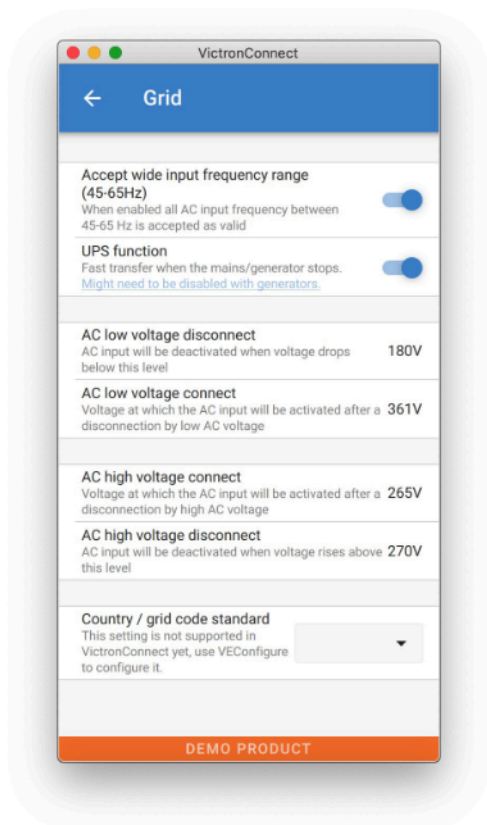 VictronConnect
Grid
Accept wide input frequency range
(45-65Hz)
When enabled all AC input frequency between
45-65 Hz is accepted as valid
UPS function
Fast transfer when the mains/generator stops.
Might need to be disabled with generators.
AC low voltage disconnect
AC input will be deactivated when voltage drops
below this level
180V
AC low voltage connect
Voltage at which the AC input will be activated after a
disconnection by low AC voltage
361V
AC high voltage connect
Voltage at which the AC input will be activated after a
disconnection by high AC voltage
265V
AC high voltage disconnect
AC input will be deactivated when voltage rises above
this level
270V
Country / grid code standard
This setting is not supported in
VictronConnect yet, use VEConfigure
to configure it.
DEMO PRODUCT